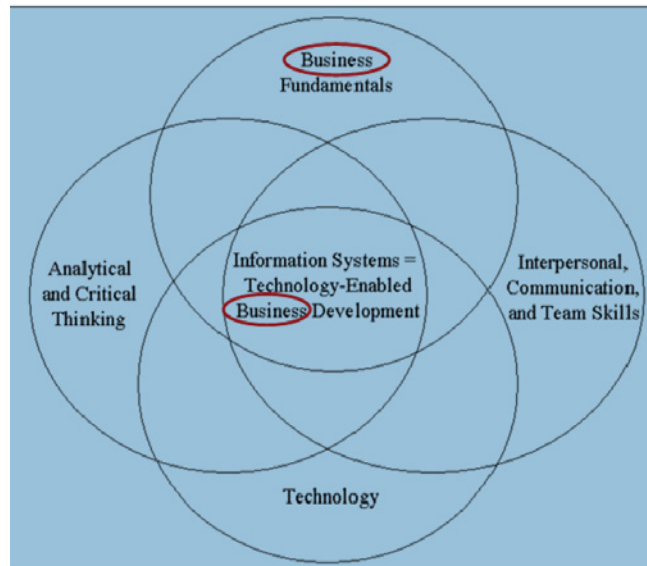 Business
Fundamentals
Analytical
and Critical
Thinking
Information Systems =
Technology-Enabled
Business Development
Interpersonal,
Communication,
and Team Skills
Technology